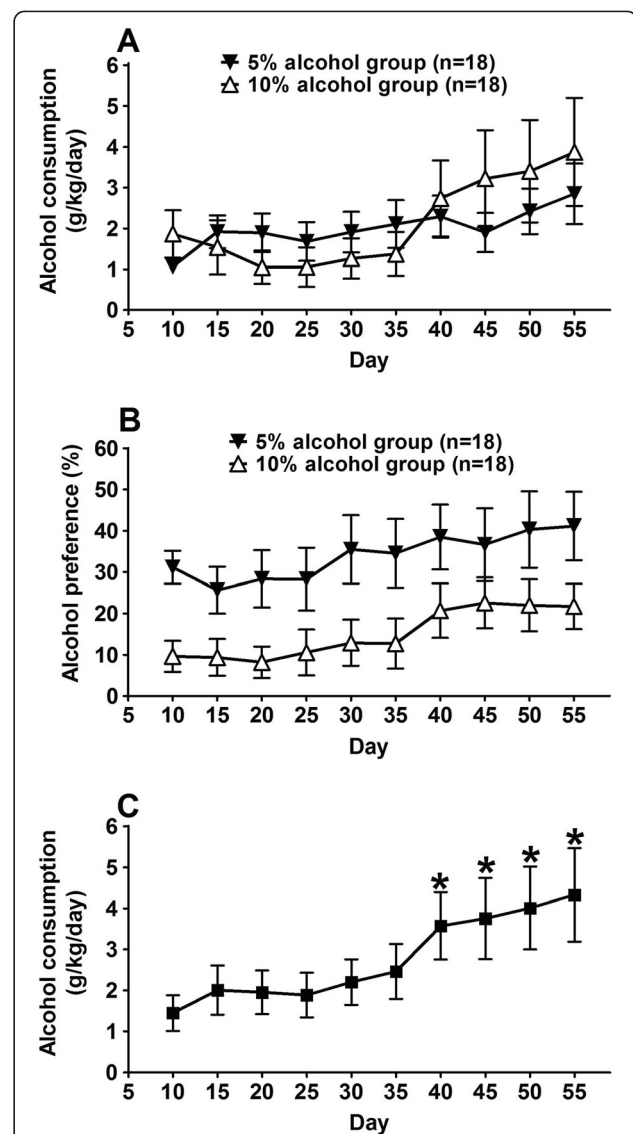 A
5% alcohol group (n=18)
10% alcohol group (n=18)
Alcohol consumption
(g/kg/day)
6
5
4
3
2
1
0
5 10 15 20 25 30 35 40 45 50 55
Day
B
5% alcohol group (n=18)
10% alcohol group (n=18)
Alcohol preference (%)
60
50
40
30
20
10
0
5 10 15 20 25 30 35 40 45 50 55
Day
C
Alcohol consumption
(g/kg/day)
6
5
4
3
2
1
0
* * * *
5 10 15 20 25 30 35 40 45 50 55
Day